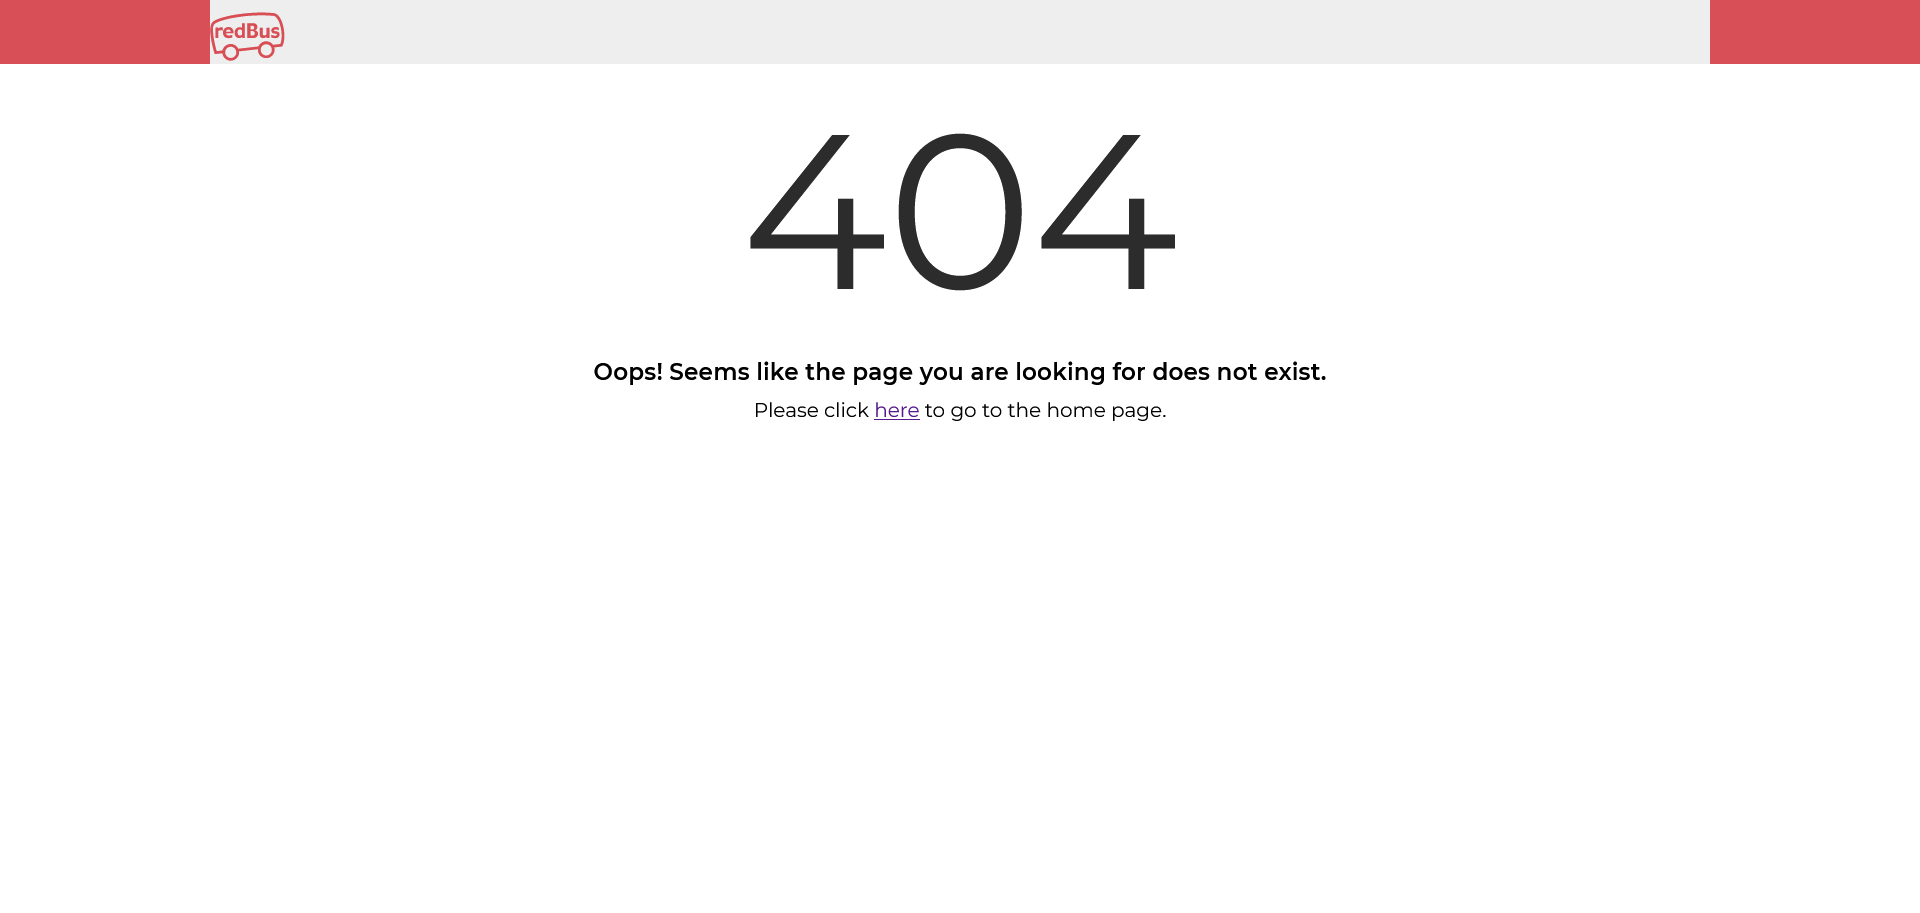 redBus
404
Oops! Seems like the page you are looking for does not exist.
Please click here to go to the home page.